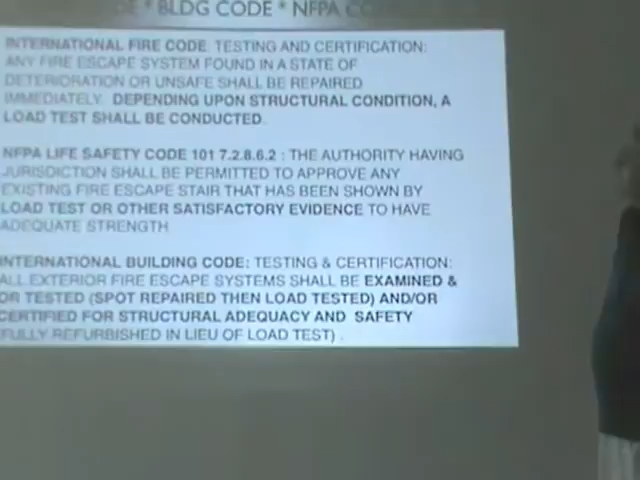 DE * BLDG CODE * NFPA CO
INTERNATIONAL FIRE CODE TESTING AND CERTIFICATION:
ANY FIRE ESCAPE SYSTEM FOUND IN A STATE OF
DETERIORATION OR UNSAFE SHALL BE REPAIRED
IMMEDIATELY. DEPENDING UPON STRUCTURAL CONDITION, A
LOAD TEST SHALL BE CONDUCTED.
NFPA LIFE SAFETY CODE 101 7.2.8.6.2 : THE AUTHORITY HAVING
JURISDICTION SHALL BE PERMITTED TO APPROVE ANY
EXISTING FIRE ESCAPE STAIR THAT HAS BEEN SHOWN BY
LOAD TEST OR OTHER SATISFACTORY EVIDENCE TO HAVE
ADEQUATE STRENGTH
INTERNATIONAL BUILDING CODE: TESTING & CERTIFICATION:
ALL EXTERIOR FIRE ESCAPE SYSTEMS SHALL BE EXAMINED &
OR TESTED (SPOT REPAIRED THEN LOAD TESTED) AND/OR
CERTIFIED FOR STRUCTURAL ADEQUACY AND SAFETY
FULLY REFURBISHED IN LIEU OF LOAD TEST) .